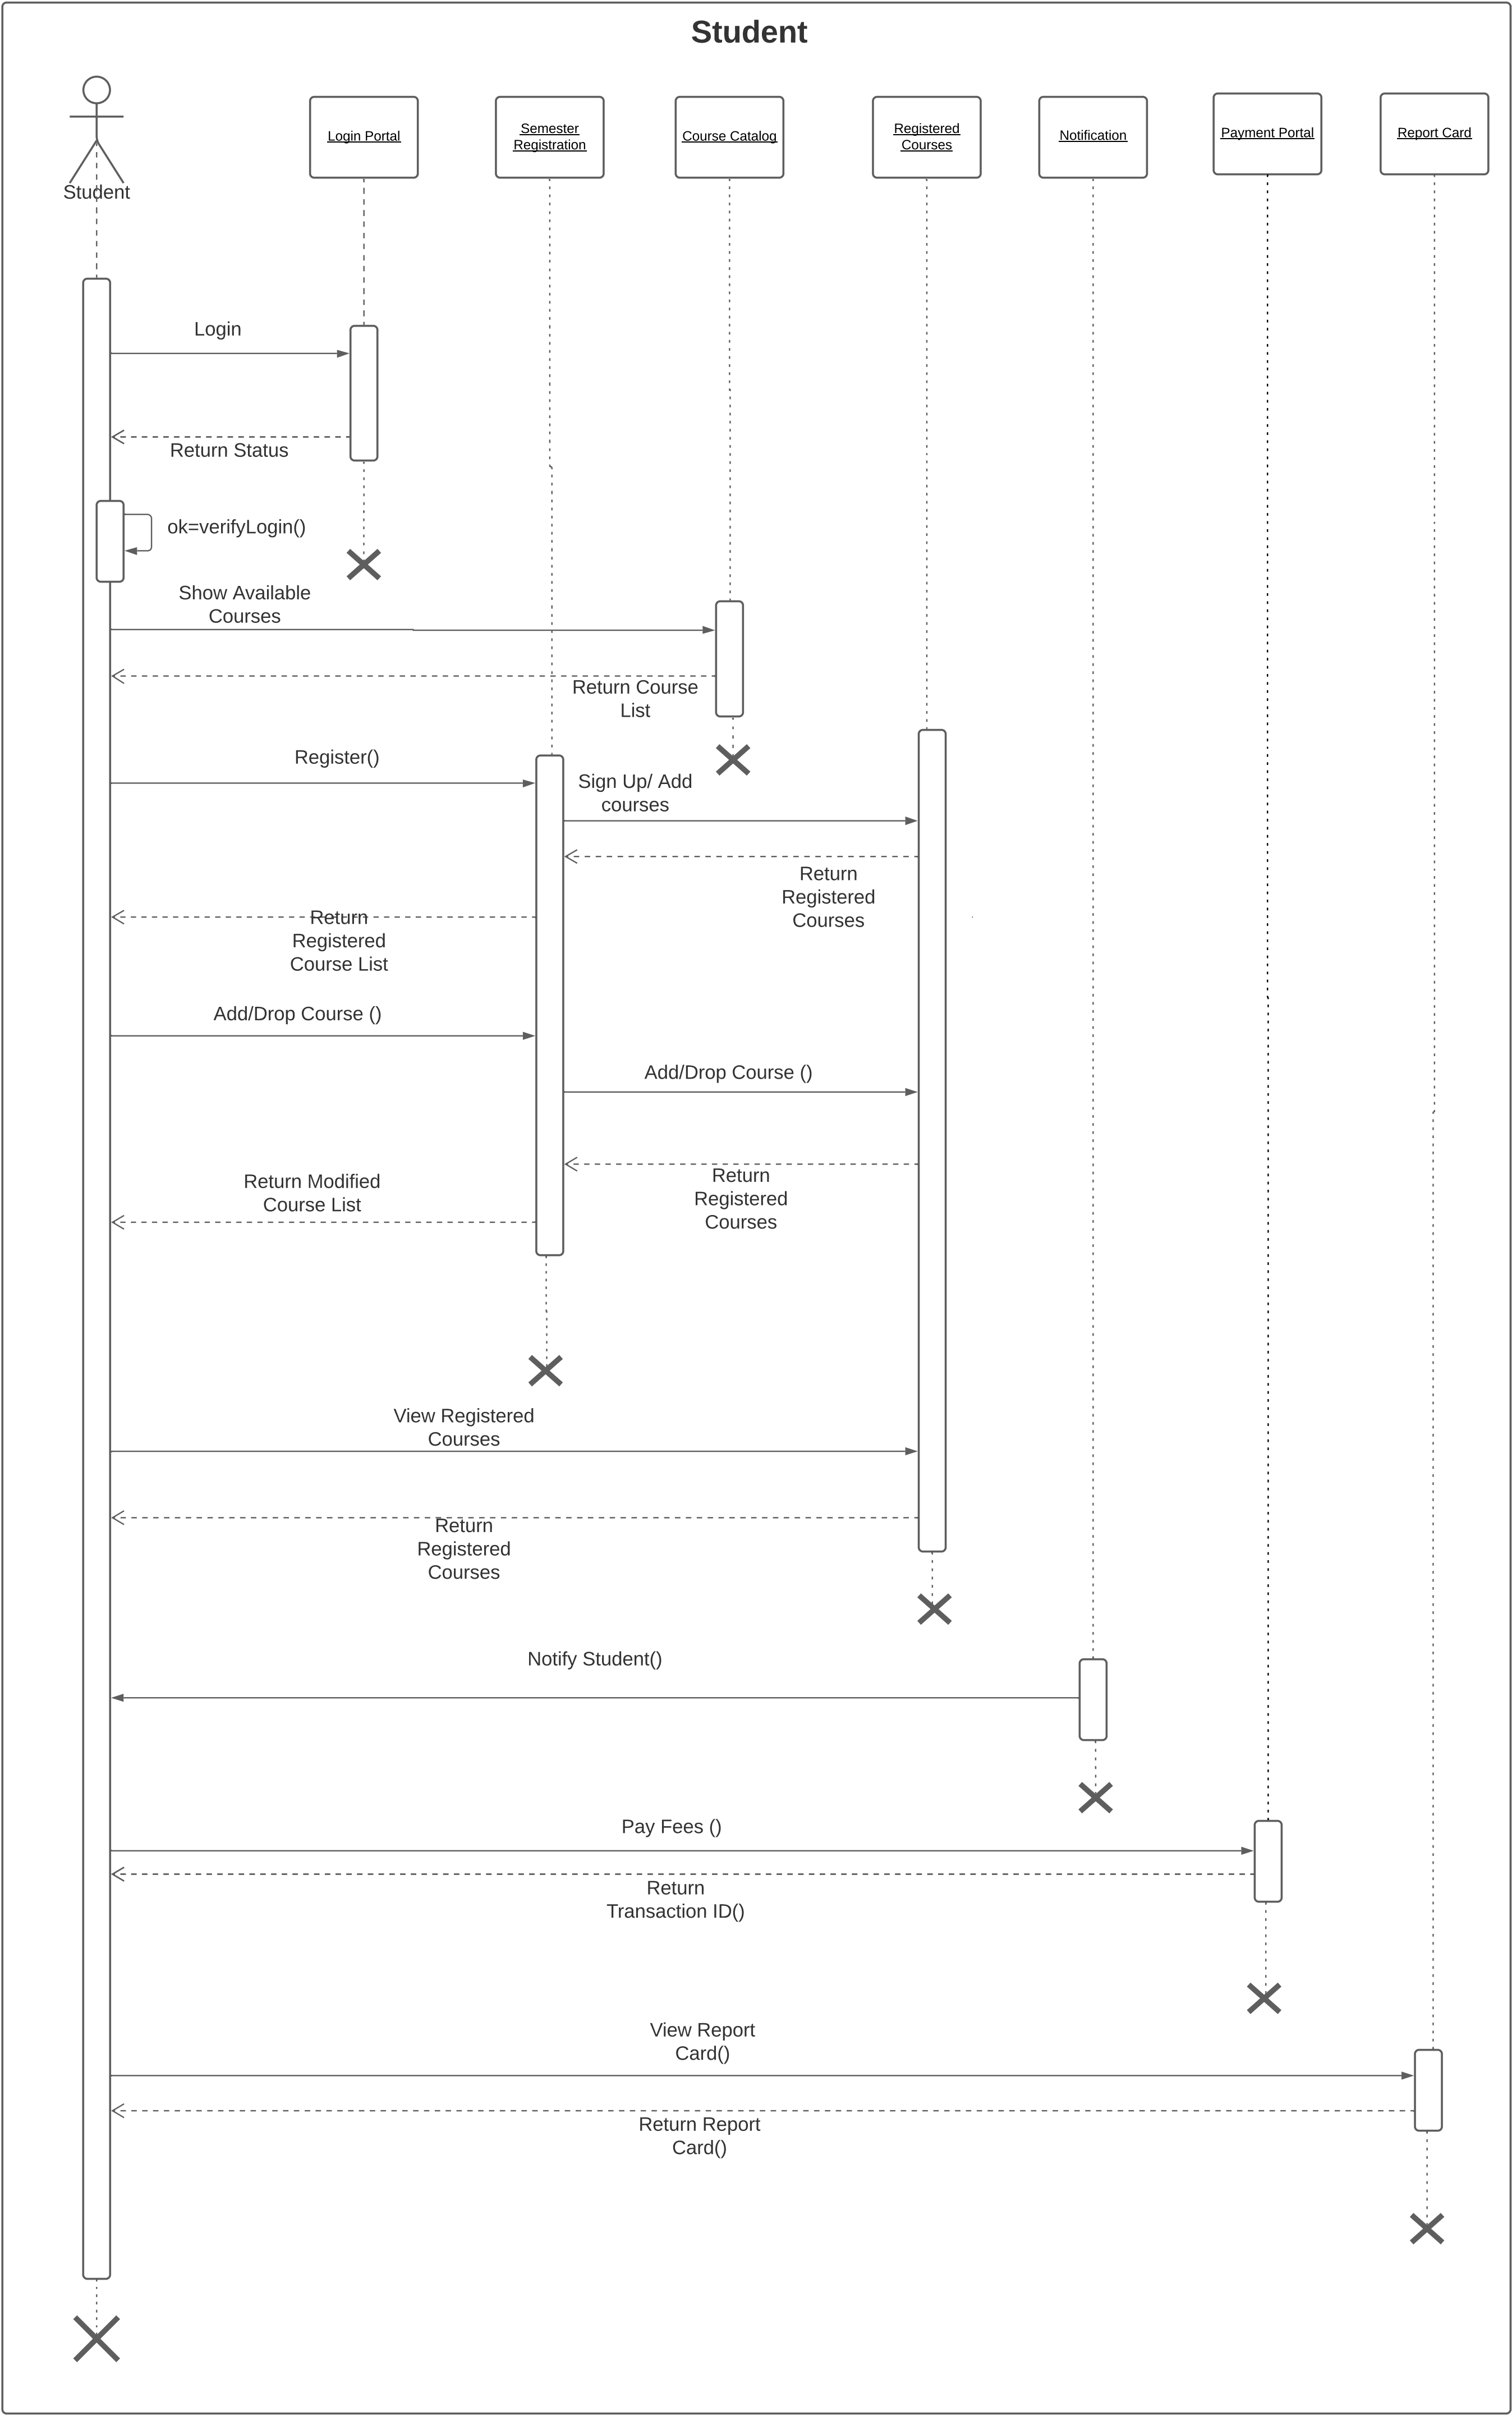 Student
Student
Login Portal
Semester
Registration
Course Catalog
Registered
Courses
Notification
Payment Portal
Report Card
Login
Return Status
ok=verifyLogin()
Show Available
Courses
Return Course
List
Register()
Sign Up/ Add
courses
Return
Registered
Courses
Return
Registered
Course List
Add/Drop Course ()
Add/Drop Course ()
Return
Registered
Courses
Return Modified
Course List
View Registered
Courses
Return
Registered
Courses
Notify Student()
Pay Fees ()
Return
Transaction ID()
View Report
Card()
Return Report
Card()